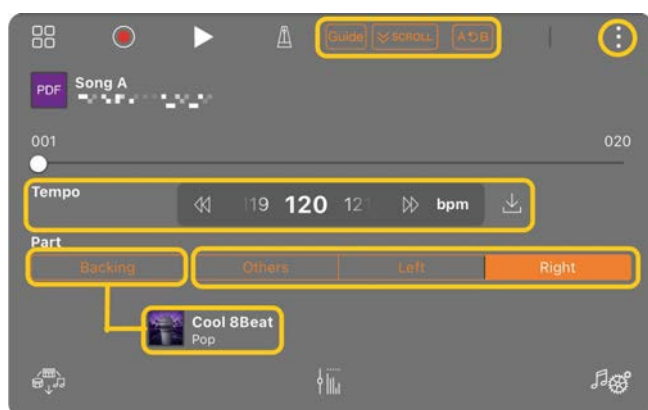 Guide SCROLL A B
PDF Song A
001 020
Tempo 119 120 121 bpm
Part
Backing Others Left Right
Cool 8Beat
Pop